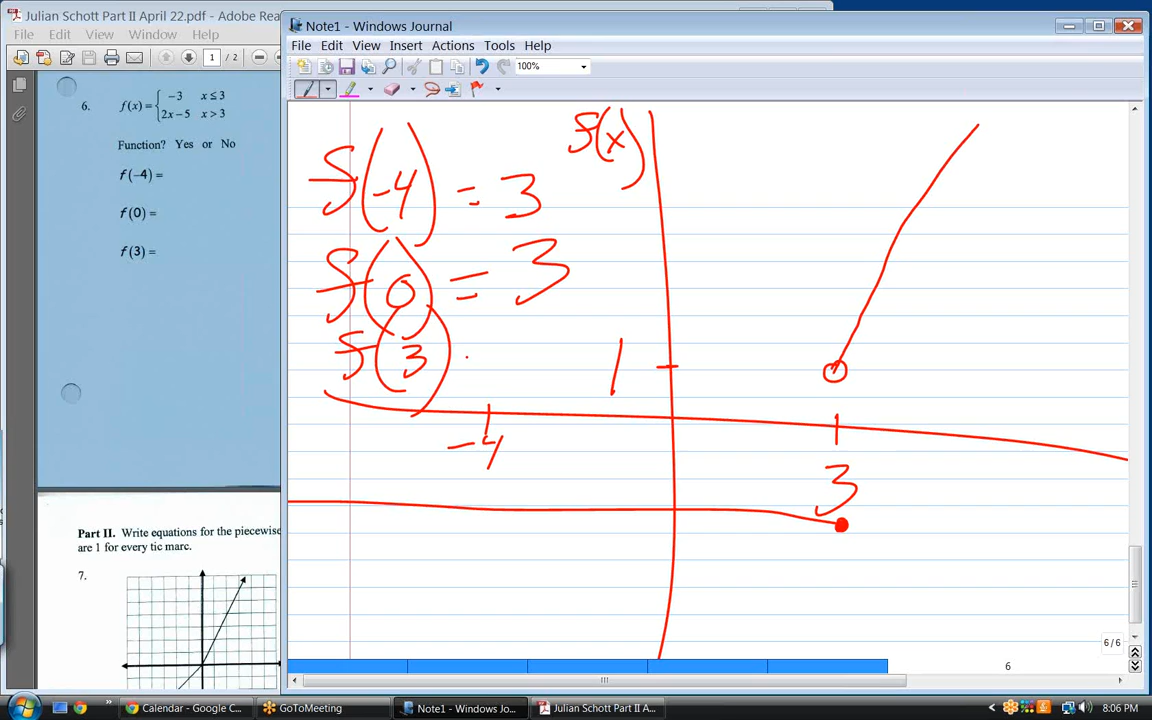 Julian Schott Part II April 22.pdf - Adobe Rea
File Edit View Window Help
1 / 2
6. f(x) = { -3 x ≤ 3
2x - 5 x > 3
Function? Yes or No
f(-4) =
f(0) =
f(3) =
Part II. Write equations for the piecewise
are 1 for every tic marc.
7.
Note1 - Windows Journal
File Edit View Insert Actions Tools Help
100%
f(-4) = 3
f(x)
f(0) = 3
f(3)
1
-4
3
6/6
6
Calendar - Google C...
GoToMeeting
Note1 - Windows Jo...
Julian Schott Part II A...
8:06 PM